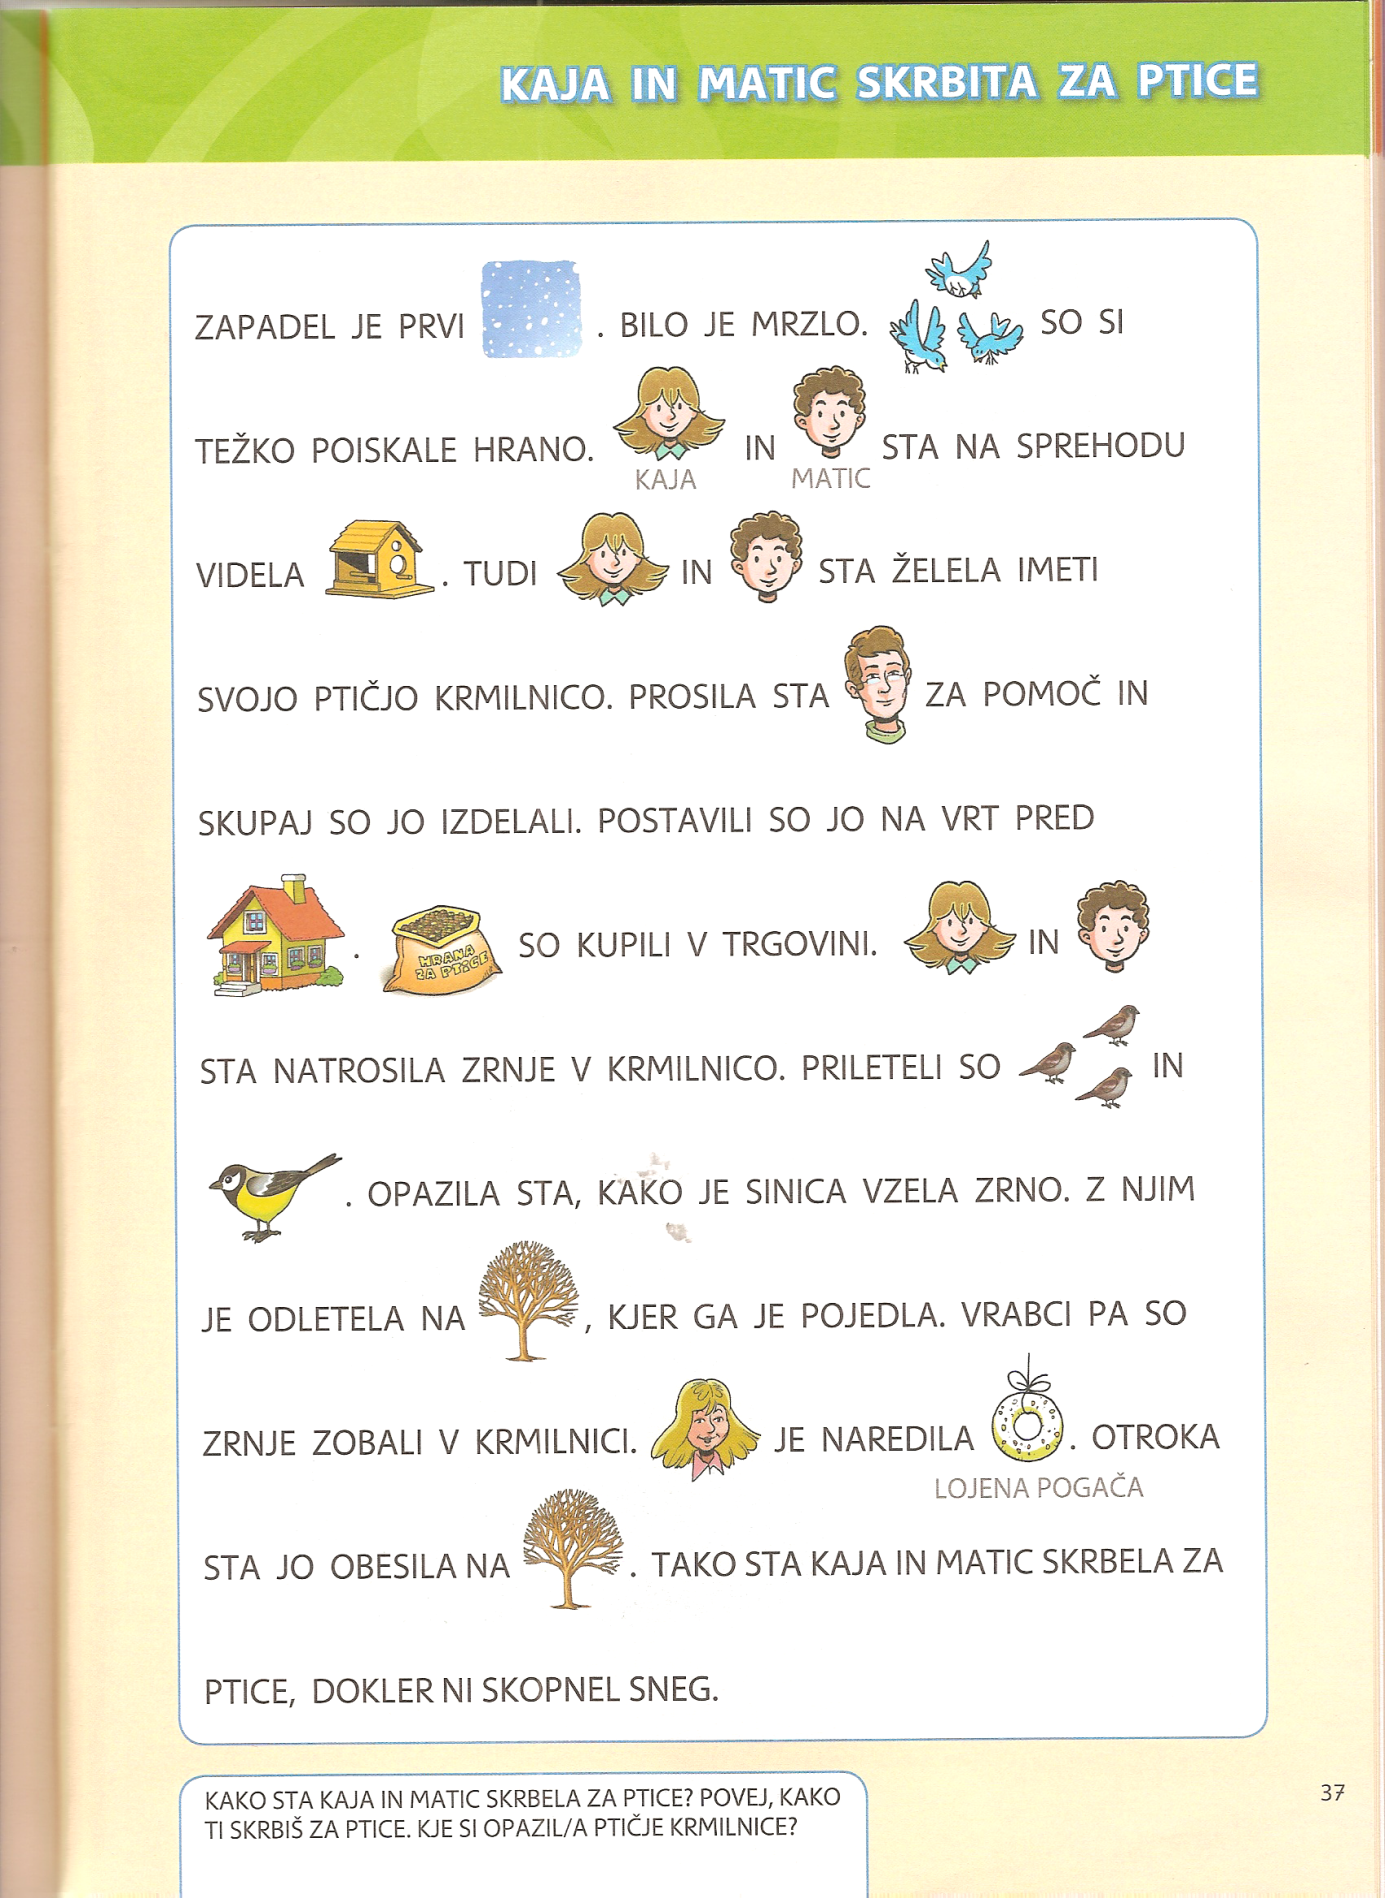 KAJA IN MATIC SKRBITA ZA PTICE
ZAPADEL JE PRVI . BILO JE MRZLO. SO SI
TEŽKO POISKALE HRANO. IN STA NA SPREHODU
KAJA MATIC
VIDELA . TUDI IN STA ŽELELA IMETI
SVOJO PTIČJO KRMILNICO. PROSILA STA ZA POMOČ IN
SKUPAJ SO JO IZDELALI. POSTAVILI SO JO NA VRT PRED
. HRANA ZA PTICE SO KUPILI V TRGOVINI. IN
STA NATROSILA ZRNJE V KRMILNICO. PRILETELI SO IN
. OPAZILA STA, KAKO JE SINICA VZELA ZRNO. Z NJIM
JE ODLETELA NA , KJER GA JE POJEDLA. VRABCI PA SO
ZRNJE ZOBALI V KRMILNICI. JE NAREDILA . OTROKA
LOJENA POGAČA
STA JO OBESILA NA . TAKO STA KAJA IN MATIC SKRBELA ZA
PTICE, DOKLER NI SKOPNEL SNEG.
KAKO STA KAJA IN MATIC SKRBELA ZA PTICE? POVEJ, KAKO
TI SKRBIŠ ZA PTICE. KJE SI OPAZIL/A PTIČJE KRMILNICE?
37